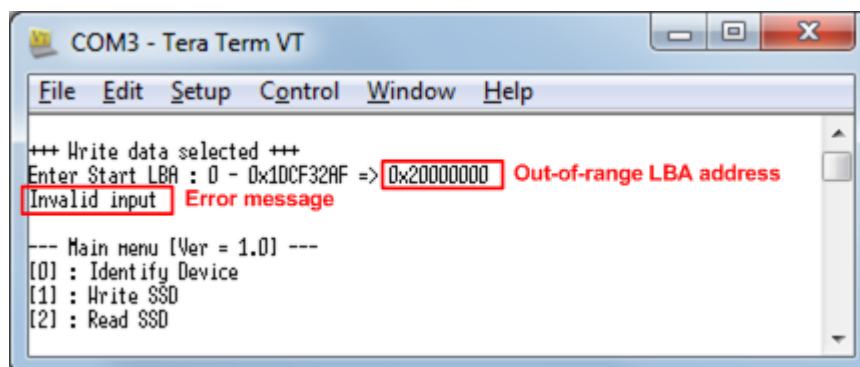 COM3 - Tera Term VT
File Edit Setup Control Window Help
+++ Write data selected +++
Enter Start LBA : 0 - 0x1DCF32AF => 0x20000000 Out-of-range LBA address
Invalid input Error message
--- Main menu [Ver = 1.0] ---
[0] : Identify Device
[1] : Write SSD
[2] : Read SSD